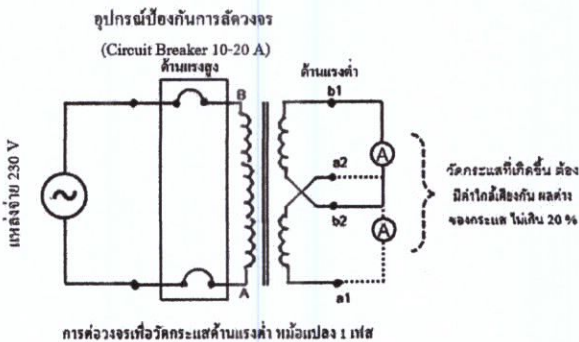 อุปกรณ์ป้องกันการลัดวงจร
(Circuit Breaker 10-20 A)
ด้านแรงสูง
ด้านแรงต่ำ
B
b1
A
a2
วัดกระแสที่เกิดขึ้น ต้อง
มีค่าใกล้เคียงกัน ผลต่าง
ของกระแส ไม่เกิน 20 %
b2
A
แหล่งจ่าย 230 V
A
a1
การต่อวงจรเพื่อวัดกระแสด้านแรงต่ำ หม้อแปลง 1 เฟส